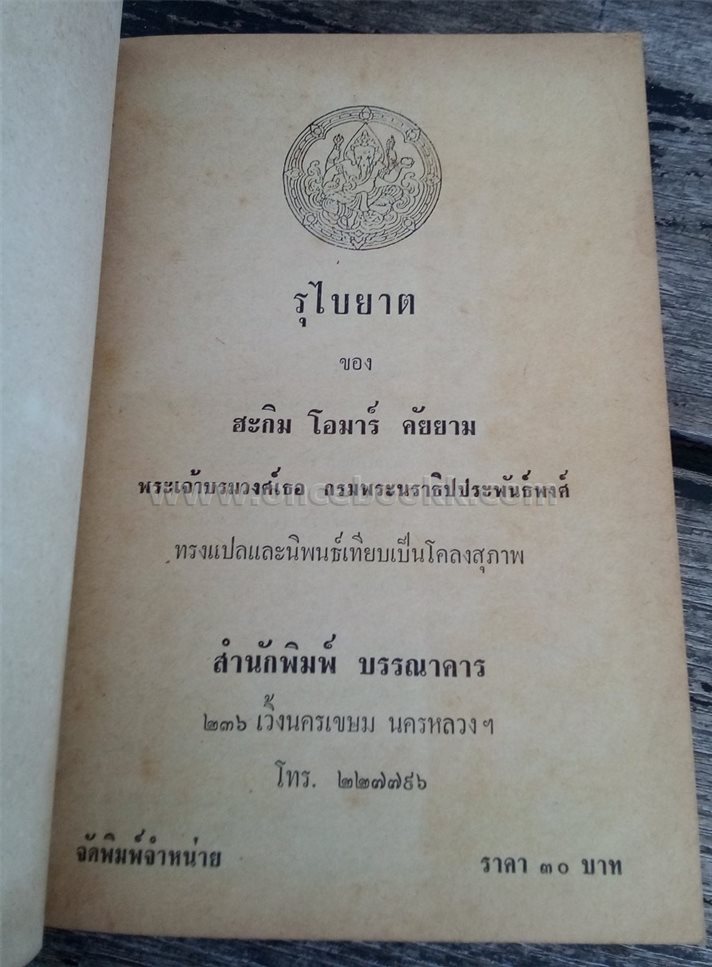 รุไบยาต
ของ
ฮะกิม โอมาร์ คัยยาม
พระเจ้าบรมวงศ์เธอ กรมพระนราธิปประพันธ์พงศ์
www.oncebookk.com
ทรงแปลและนิพนธ์เทียบเป็นโคลงสุภาพ
สำนักพิมพ์ บรรณาคาร
๒๓๖ เวิ้งนครเขษม นครหลวงฯ
โทร. ๒๒๗๗๙๖
จัดพิมพ์จำหน่าย
ราคา ๓๐ บาท